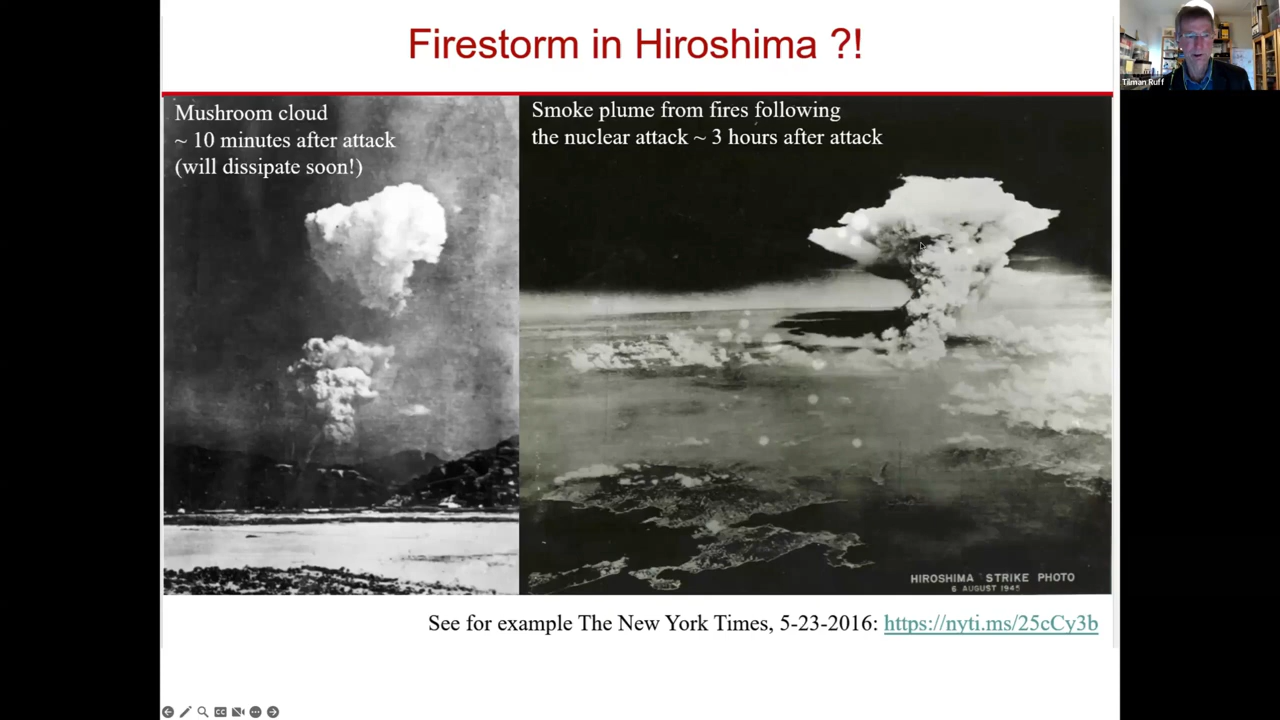 Firestorm in Hiroshima ?!
Tilman Ruff
Mushroom cloud
~ 10 minutes after attack
(will dissipate soon!)
Smoke plume from fires following
the nuclear attack ~ 3 hours after attack
HIROSHIMA STRIKE PHOTO
6 AUGUST 1945
See for example The New York Times, 5-23-2016: https://nyti.ms/25cCy3b
CC